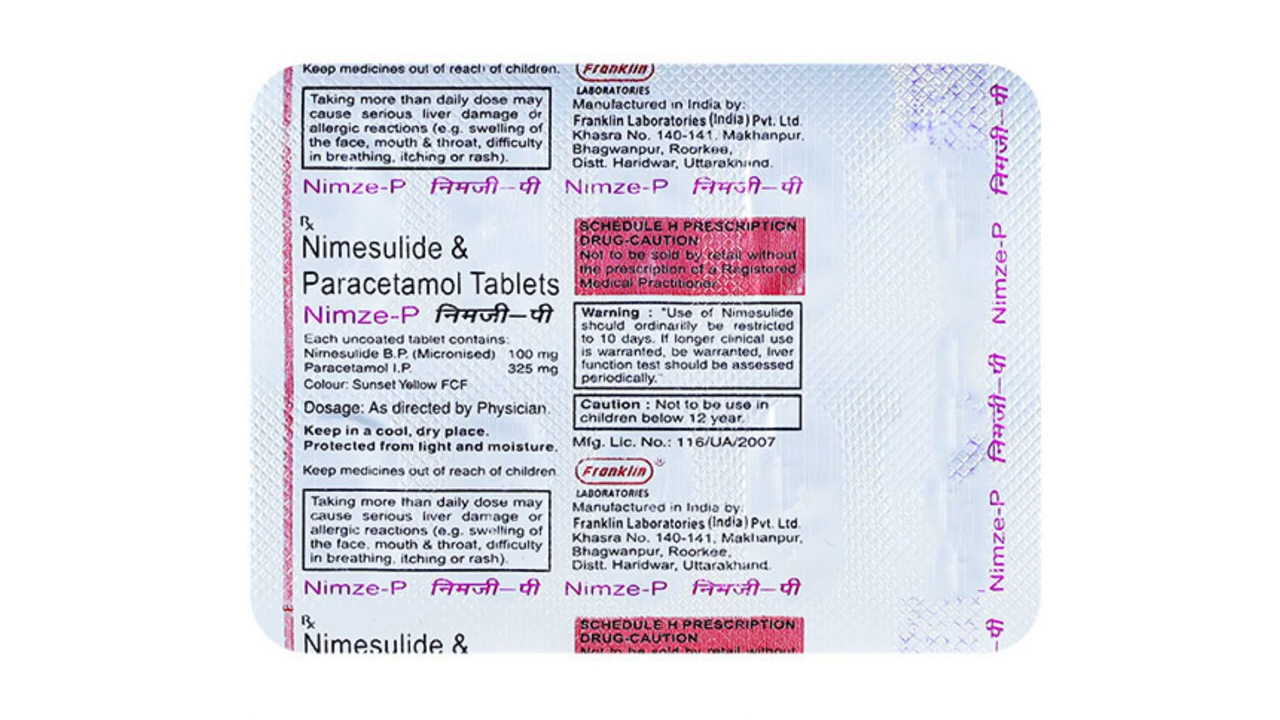 Keep medicines out of reach of children.
Taking more than daily dose may
cause serious liver damage or
allergic reactions (e.g. swelling of
the face, mouth & throat, difficulty
in breathing, itching or rash).
Nimze-P निमजी–पी Nimze-P निमजी–पी
Franklin
LABORATORIES
Manufactured in India by:
Franklin Laboratories (India) Pvt. Ltd.
Khasra No. 140-141, Makhanpur,
Bhagwanpur, Roorkee,
Distt. Haridwar, Uttarakhand.
Rx
Nimesulide &
Paracetamol Tablets
Nimze-P निमजी–पी
Each uncoated tablet contains:
Nimesulide B.P. (Micronised) 100 mg
Paracetamol I.P. 325 mg
Colour: Sunset Yellow FCF
Dosage: As directed by Physician.
Keep in a cool, dry place.
Protected from light and moisture.
Keep medicines out of reach of children.
Taking more than daily dose may
cause serious liver damage or
allergic reactions (e.g. swelling of
the face, mouth & throat, difficulty
in breathing, itching or rash).
SCHEDULE H PRESCRIPTION
DRUG-CAUTION
Not to be sold by retail without
the prescription of a Registered
Medical Practitioner
Warning : "Use of Nimesulide
should ordinarilly be restricted
to 10 days. If longer clinical use
is warranted, be warranted, liver
function test should be assessed
periodically."
Caution : Not to be use in
children below 12 year.
Mfg. Lic. No.: 116/UA/2007
Franklin®
LABORATORIES
Manufactured in India by:
Franklin Laboratories (India) Pvt. Ltd.
Khasra No. 140-141, Makhanpur,
Bhagwanpur, Roorkee,
Distt. Haridwar, Uttarakhand.
Nimze-P निमजी–पी Nimze-P निमजी–पी
Rx
Nimesulide &
SCHEDULE H PRESCRIPTION
DRUG-CAUTION
Not to be sold by retail without
–पी Nimze-P निमजी–पी Nimze-P निमजी–पी